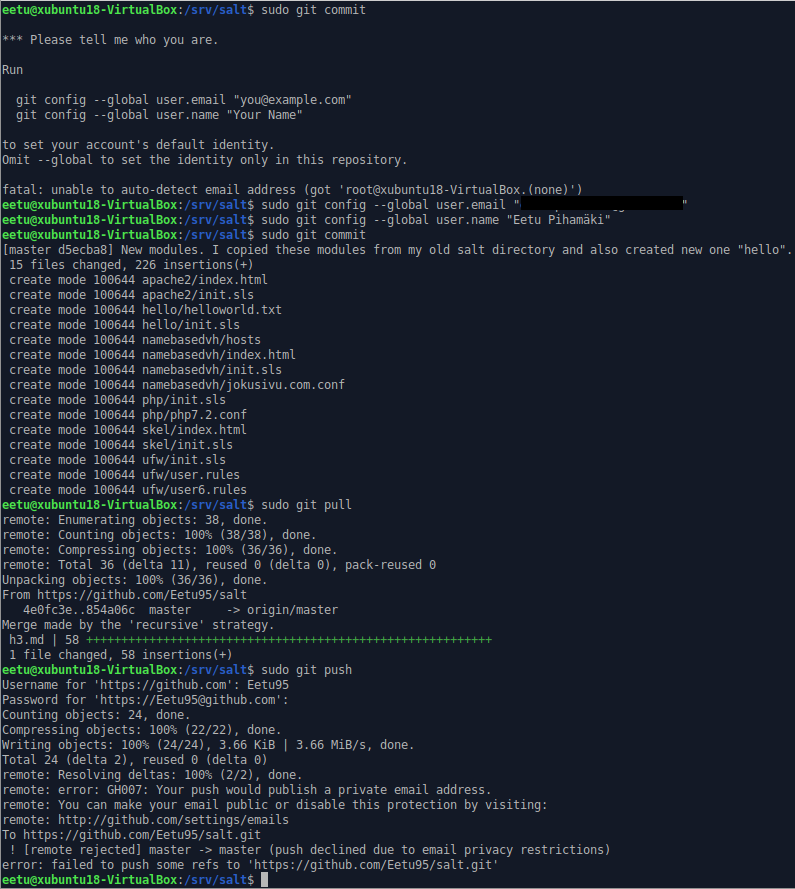 eetu@xubuntu18-VirtualBox:/srv/salt$ sudo git commit
*** Please tell me who you are.
Run
  git config --global user.email "you@example.com"
  git config --global user.name "Your Name"
to set your account's default identity.
Omit --global to set the identity only in this repository.
fatal: unable to auto-detect email address (got 'root@xubuntu18-VirtualBox.(none)')
eetu@xubuntu18-VirtualBox:/srv/salt$ sudo git config --global user.email " "
eetu@xubuntu18-VirtualBox:/srv/salt$ sudo git config --global user.name "Eetu Pihamäki"
eetu@xubuntu18-VirtualBox:/srv/salt$ sudo git commit
[master d5ecba8] New modules. I copied these modules from my old salt directory and also created new one "hello".
 15 files changed, 226 insertions(+)
 create mode 100644 apache2/index.html
 create mode 100644 apache2/init.sls
 create mode 100644 hello/helloworld.txt
 create mode 100644 hello/init.sls
 create mode 100644 namebasedvh/hosts
 create mode 100644 namebasedvh/index.html
 create mode 100644 namebasedvh/init.sls
 create mode 100644 namebasedvh/jokusivu.com.conf
 create mode 100644 php/init.sls
 create mode 100644 php/php7.2.conf
 create mode 100644 skel/index.html
 create mode 100644 skel/init.sls
 create mode 100644 ufw/init.sls
 create mode 100644 ufw/user.rules
 create mode 100644 ufw/user6.rules
eetu@xubuntu18-VirtualBox:/srv/salt$ sudo git pull
remote: Enumerating objects: 38, done.
remote: Counting objects: 100% (38/38), done.
remote: Compressing objects: 100% (36/36), done.
remote: Total 36 (delta 11), reused 0 (delta 0), pack-reused 0
Unpacking objects: 100% (36/36), done.
From https://github.com/Eetu95/salt
   4e0fc3e..854a06c  master     -> origin/master
Merge made by the 'recursive' strategy.
 h3.md | 58 ++++++++++++++++++++++++++++++++++++++++++++++++++++++++++
 1 file changed, 58 insertions(+)
eetu@xubuntu18-VirtualBox:/srv/salt$ sudo git push
Username for 'https://github.com': Eetu95
Password for 'https://Eetu95@github.com':
Counting objects: 24, done.
Compressing objects: 100% (22/22), done.
Writing objects: 100% (24/24), 3.66 KiB | 3.66 MiB/s, done.
Total 24 (delta 2), reused 0 (delta 0)
remote: Resolving deltas: 100% (2/2), done.
remote: error: GH007: Your push would publish a private email address.
remote: You can make your email public or disable this protection by visiting:
remote: http://github.com/settings/emails
To https://github.com/Eetu95/salt.git
 ! [remote rejected] master -> master (push declined due to email privacy restrictions)
error: failed to push some refs to 'https://github.com/Eetu95/salt.git'
eetu@xubuntu18-VirtualBox:/srv/salt$